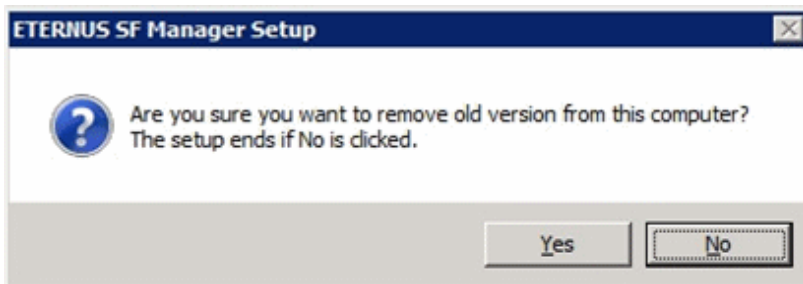 ETERNUS SF Manager Setup
Are you sure you want to remove old version from this computer?
The setup ends if No is clicked.
Yes No